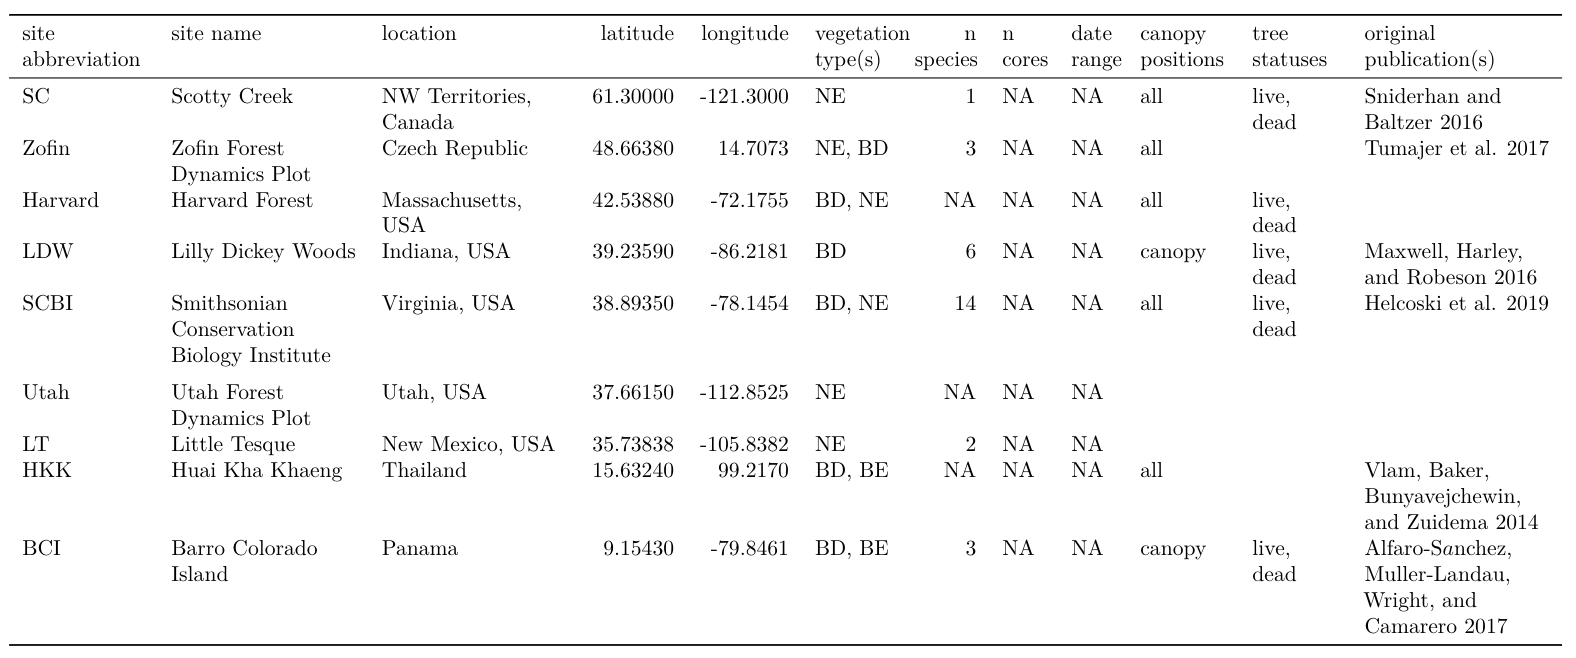 site site name location latitude longitude vegetation n n date canopy tree original
abbreviation type(s) species cores range positions statuses publication(s)
SC Scotty Creek NW Territories, 61.30000 -121.3000 NE 1 NA NA all live, Sniderhan and
Canada dead Baltzer 2016
Zofin Zofin Forest Czech Republic 48.66380 14.7073 NE, BD 3 NA NA all Tumajer et al. 2017
Dynamics Plot
Harvard Harvard Forest Massachusetts, 42.53880 -72.1755 BD, NE NA NA NA all live,
USA dead
LDW Lilly Dickey Woods Indiana, USA 39.23590 -86.2181 BD 6 NA NA canopy live, Maxwell, Harley,
dead and Robeson 2016
SCBI Smithsonian Virginia, USA 38.89350 -78.1454 BD, NE 14 NA NA all live, Helcoski et al. 2019
Conservation dead
Biology Institute
Utah Utah Forest Utah, USA 37.66150 -112.8525 NE NA NA NA
Dynamics Plot
LT Little Tesque New Mexico, USA 35.73838 -105.8382 NE 2 NA NA
HKK Huai Kha Khaeng Thailand 15.63240 99.2170 BD, BE NA NA NA all Vlam, Baker,
Bunyavejchewin,
and Zuidema 2014
BCI Barro Colorado Panama 9.15430 -79.8461 BD, BE 3 NA NA canopy live, Alfaro-Sanchez,
Island dead Muller-Landau,
Wright, and
Camarero 2017